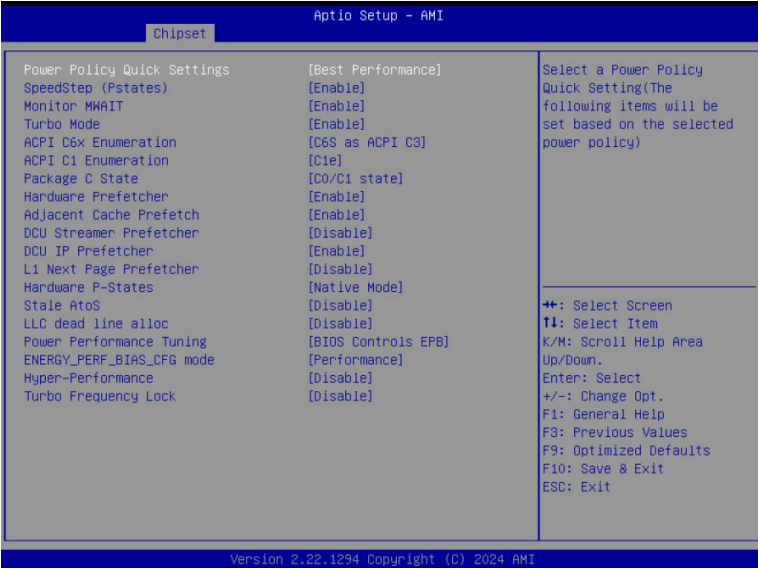 Aptio Setup - AMI
Chipset
Power Policy Quick Settings [Best Performance]
SpeedStep (Pstates) [Enable]
Monitor MWAIT [Enable]
Turbo Mode [Enable]
ACPI C6x Enumeration [C6S as ACPI C3]
ACPI C1 Enumeration [C1e]
Package C State [C0/C1 state]
Hardware Prefetcher [Enable]
Adjacent Cache Prefetch [Enable]
DCU Streamer Prefetcher [Disable]
DCU IP Prefetcher [Enable]
L1 Next Page Prefetcher [Disable]
Hardware P-States [Native Mode]
Stale AtoS [Disable]
LLC dead line alloc [Disable]
Power Performance Tuning [BIOS Controls EPB]
ENERGY_PERF_BIAS_CFG mode [Performance]
Hyper-Performance [Disable]
Turbo Frequency Lock [Disable]
Select a Power Policy
Quick Setting(The
following items will be
set based on the selected
power policy)
→←: Select Screen
↑↓: Select Item
K/M: Scroll Help Area
Up/Down.
Enter: Select
+/-: Change Opt.
F1: General Help
F3: Previous Values
F9: Optimized Defaults
F10: Save & Exit
ESC: Exit
Version 2.22.1294 Copyright (C) 2024 AMI